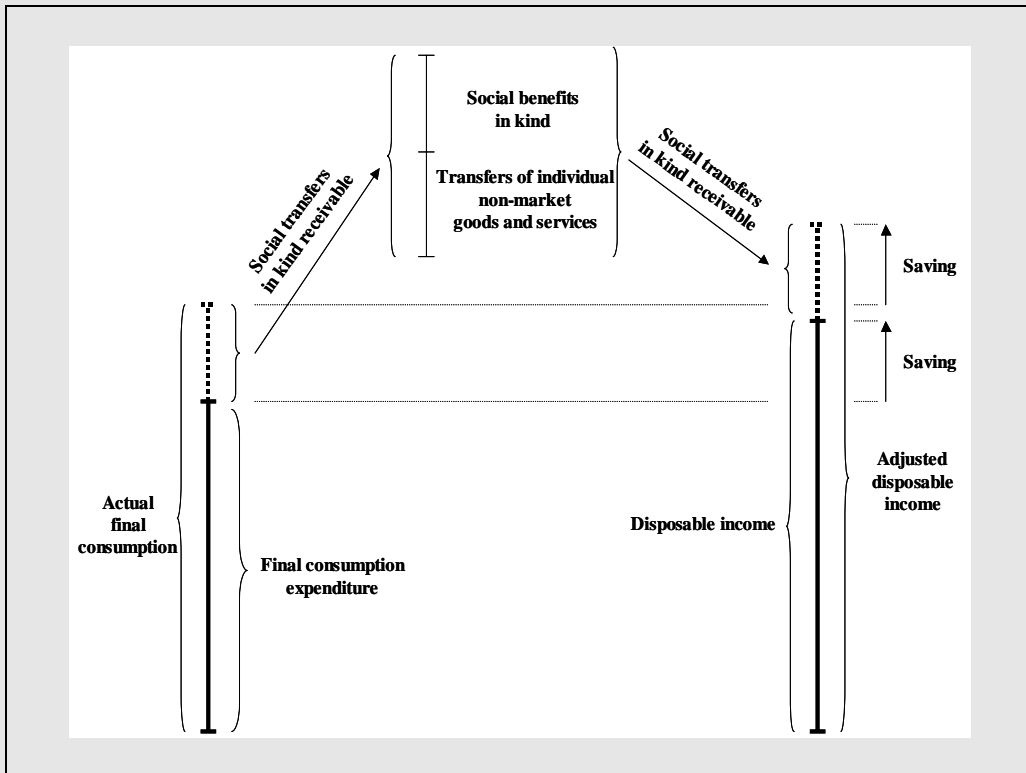 Social benefits
in kind
Transfers of individual
non-market
goods and services
Social transfers
in kind receivable
Social transfers
in kind receivable
Saving
Saving
Actual
final
consumption
Final consumption
expenditure
Disposable income
Adjusted
disposable
income